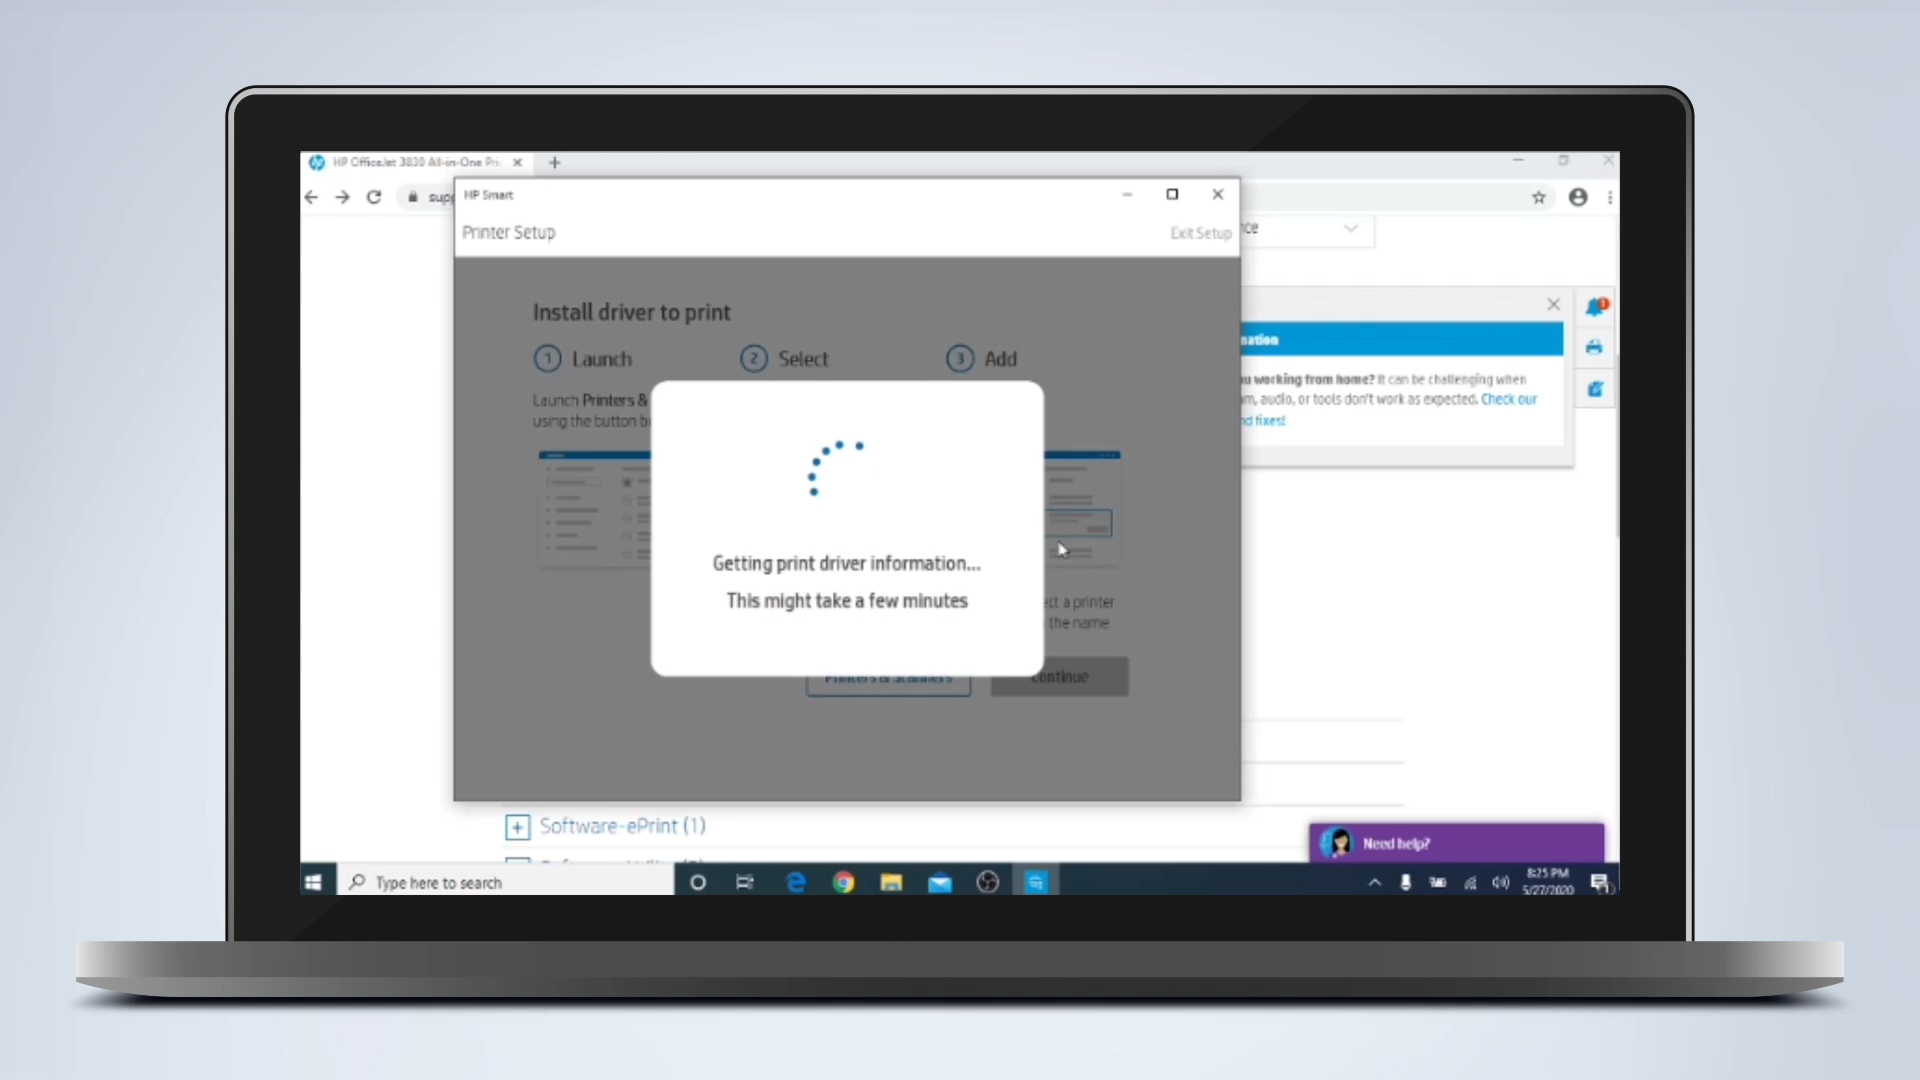 HP OfficeJet 3830 All-in-One Pri
HP Smart
Printer Setup
Exit Setup
Install driver to print
1 Launch
2 Select
3 Add
Launch Printers &
using the button
Getting print driver information...
This might take a few minutes
a printer
the name
Printers & Scanners
Continue
working from home? It can be challenging when
audio, or tools don't work as expected. Check our
fixes!
Software-ePrint (1)
Need help?
Type here to search
8:25 PM
5/27/2020